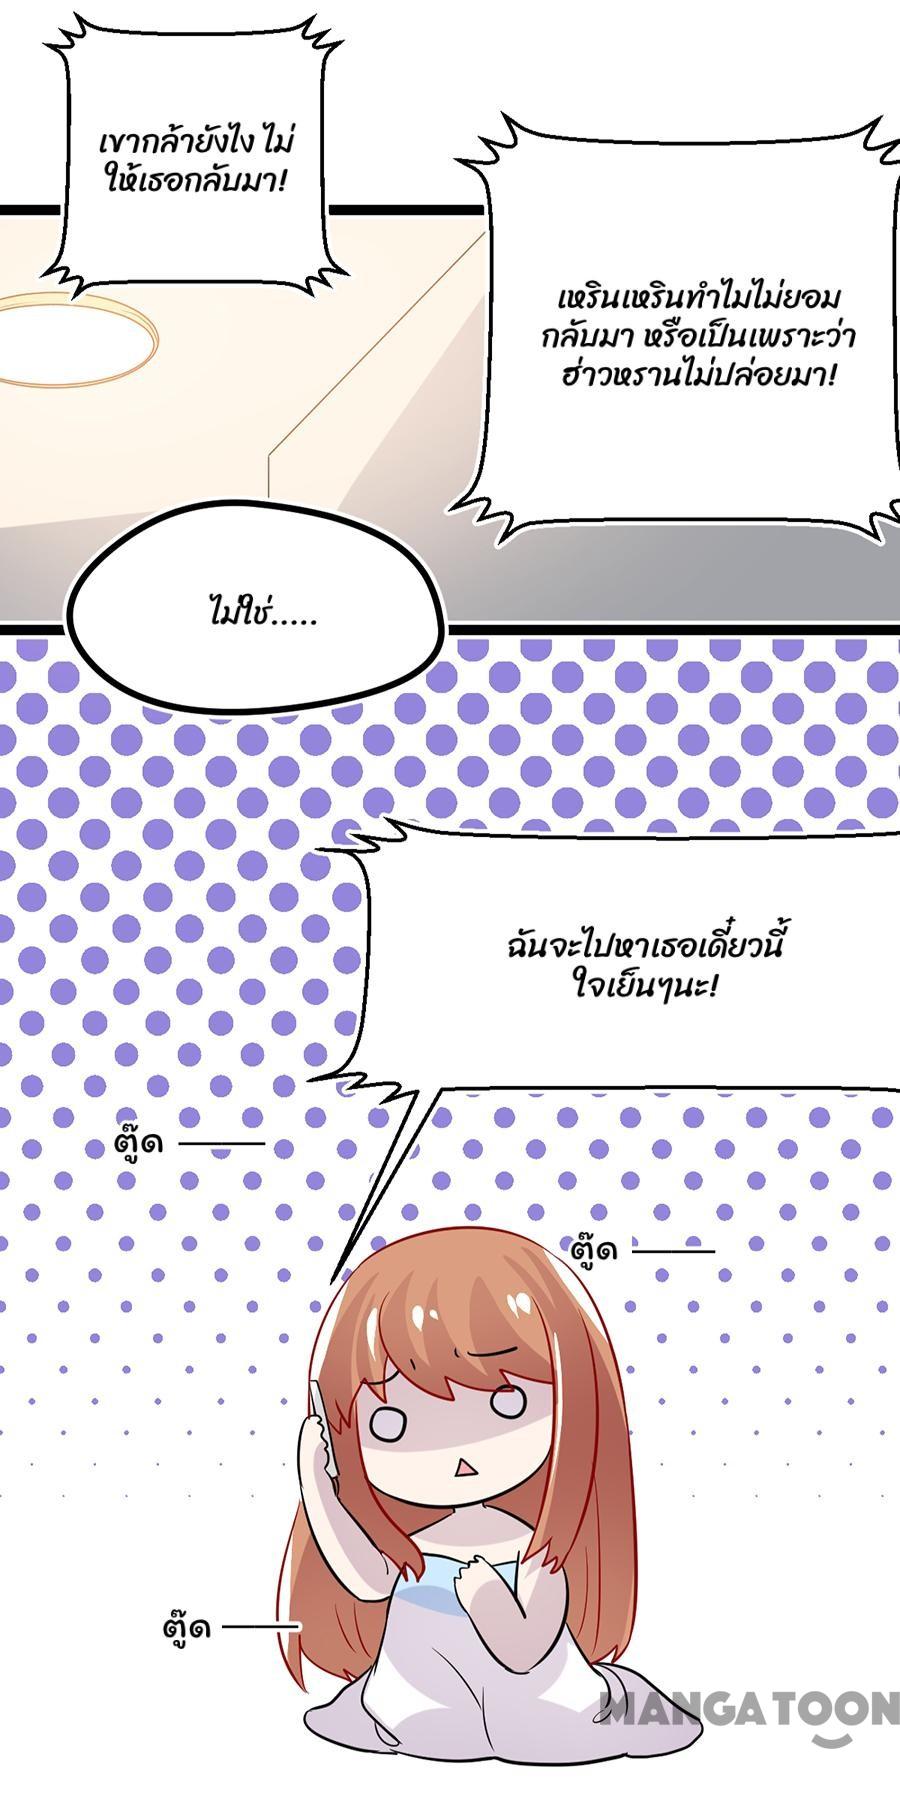 เขากล้ายังไง ไม่
ให้เธอกลับมา!
เหรินเหรินทำไมไม่ยอม
กลับมา หรือเป็นเพราะว่า
ฮ่าวหรานไม่ปล่อยมา!
ไม่ใช่.....
ฉันจะไปหาเธอเดี๋ยวนี้
ใจเย็นๆนะ!
ตู๊ด ——
ตู๊ด ——
ตู๊ด ——
MANGATOON